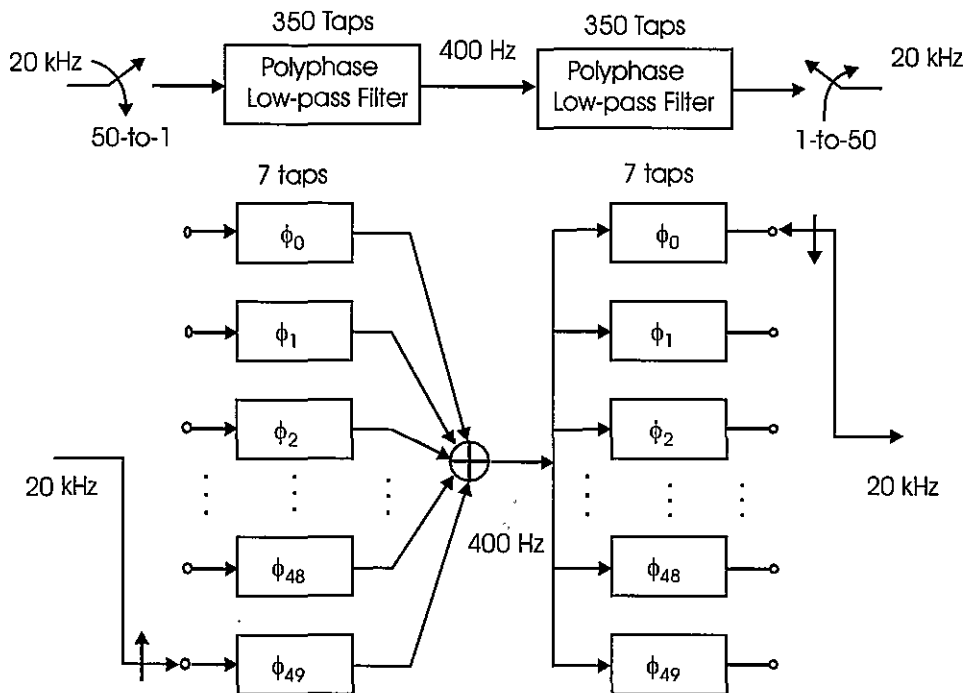 350 Taps
350 Taps
20 kHz
Polyphase
Low-pass Filter
400 Hz
Polyphase
Low-pass Filter
20 kHz
50-to-1
1-to-50
7 taps
7 taps
ϕ0
ϕ0
ϕ1
ϕ1
ϕ2
ϕ2
20 kHz
20 kHz
400 Hz
ϕ48
ϕ48
ϕ49
ϕ49